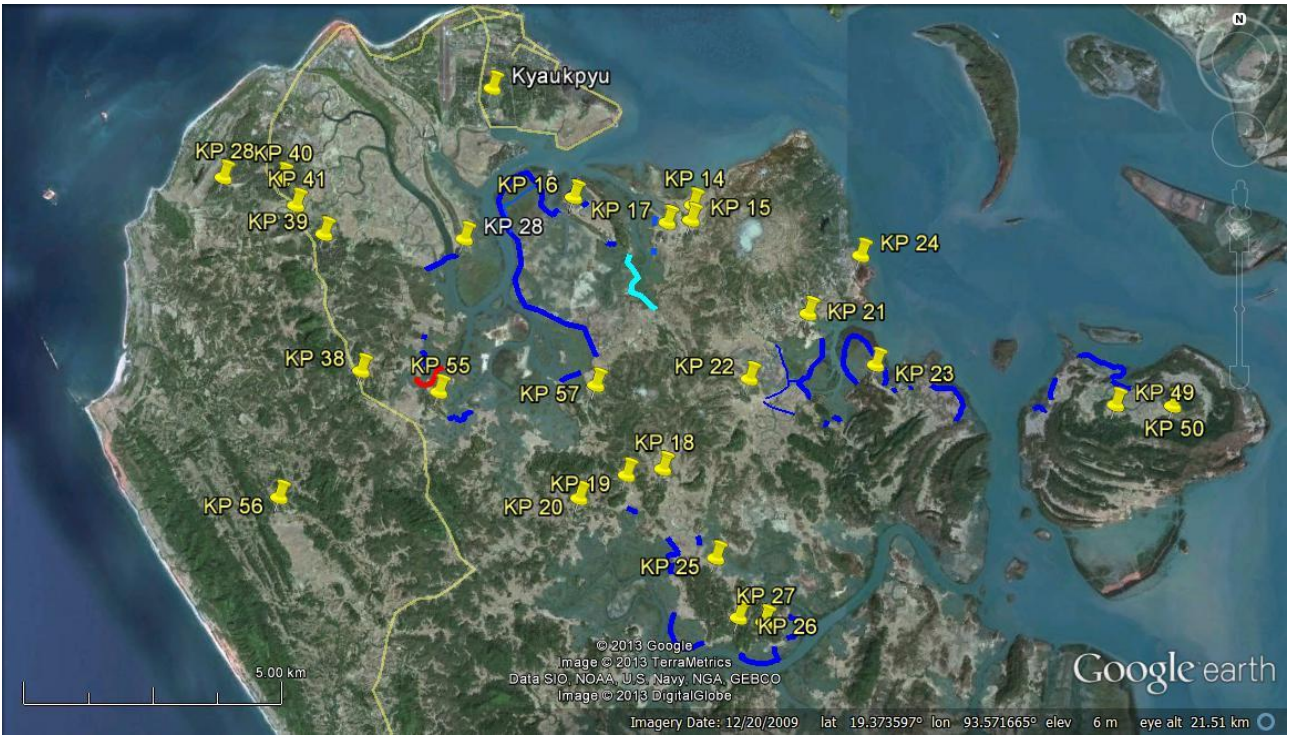 N
Kyaukpyu
KP 28
KP 40
KP 41
KP 39
KP 16
KP 17
KP 14
KP 15
KP 28
KP 24
KP 21
KP 38
KP 55
KP 57
KP 22
KP 23
KP 49
KP 50
KP 18
KP 19
KP 20
KP 56
KP 25
KP 27
KP 26
© 2013 Google
Image © 2013 TerraMetrics
Data SIO, NOAA, U.S. Navy, NGA, GEBCO
Image © 2013 DigitalGlobe
5.00 km
Google earth
Imagery Date: 12/20/2009 lat 19.373597° lon 93.571665° elev 6 m eye alt 21.51 km